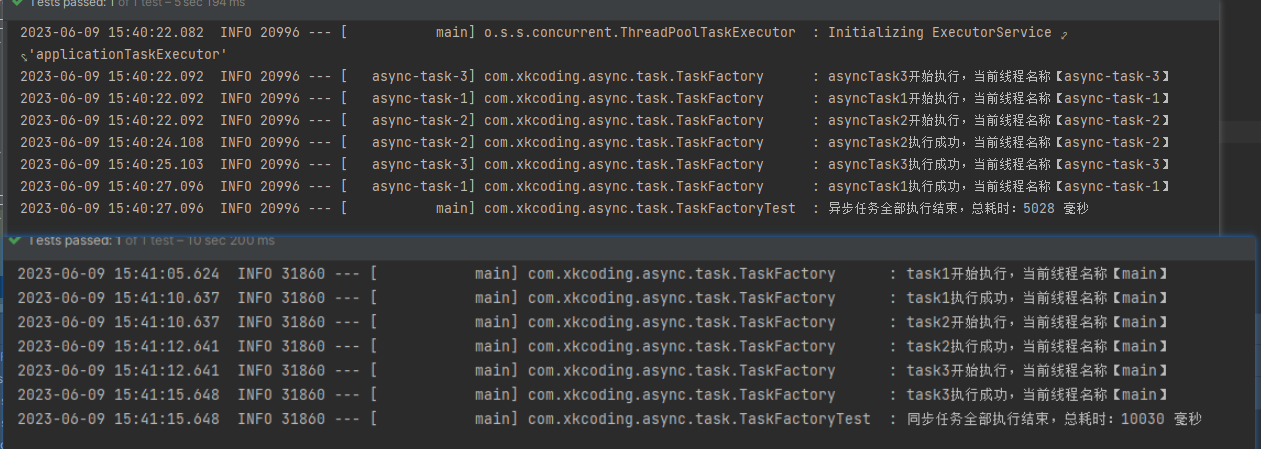 Tests passed: 1 of 1 test – 5 sec 194 ms
2023-06-09 15:40:22.082  INFO 20996 --- [           main] o.s.s.concurrent.ThreadPoolTaskExecutor  : Initializing ExecutorService
'applicationTaskExecutor'
2023-06-09 15:40:22.092  INFO 20996 --- [   async-task-3] com.xkcoding.async.task.TaskFactory      : asyncTask3开始执行，当前线程名称【async-task-3】
2023-06-09 15:40:22.092  INFO 20996 --- [   async-task-1] com.xkcoding.async.task.TaskFactory      : asyncTask1开始执行，当前线程名称【async-task-1】
2023-06-09 15:40:22.092  INFO 20996 --- [   async-task-2] com.xkcoding.async.task.TaskFactory      : asyncTask2开始执行，当前线程名称【async-task-2】
2023-06-09 15:40:24.108  INFO 20996 --- [   async-task-2] com.xkcoding.async.task.TaskFactory      : asyncTask2执行成功，当前线程名称【async-task-2】
2023-06-09 15:40:25.103  INFO 20996 --- [   async-task-3] com.xkcoding.async.task.TaskFactory      : asyncTask3执行成功，当前线程名称【async-task-3】
2023-06-09 15:40:27.096  INFO 20996 --- [   async-task-1] com.xkcoding.async.task.TaskFactory      : asyncTask1执行成功，当前线程名称【async-task-1】
2023-06-09 15:40:27.096  INFO 20996 --- [           main] com.xkcoding.async.task.TaskFactoryTest  : 异步任务全部执行结束，总耗时：5028 毫秒
Tests passed: 1 of 1 test – 10 sec 200 ms
2023-06-09 15:41:05.624  INFO 31860 --- [           main] com.xkcoding.async.task.TaskFactory      : task1开始执行，当前线程名称【main】
2023-06-09 15:41:10.637  INFO 31860 --- [           main] com.xkcoding.async.task.TaskFactory      : task1执行成功，当前线程名称【main】
2023-06-09 15:41:10.637  INFO 31860 --- [           main] com.xkcoding.async.task.TaskFactory      : task2开始执行，当前线程名称【main】
2023-06-09 15:41:12.641  INFO 31860 --- [           main] com.xkcoding.async.task.TaskFactory      : task2执行成功，当前线程名称【main】
2023-06-09 15:41:12.641  INFO 31860 --- [           main] com.xkcoding.async.task.TaskFactory      : task3开始执行，当前线程名称【main】
2023-06-09 15:41:15.648  INFO 31860 --- [           main] com.xkcoding.async.task.TaskFactory      : task3执行成功，当前线程名称【main】
2023-06-09 15:41:15.648  INFO 31860 --- [           main] com.xkcoding.async.task.TaskFactoryTest  : 同步任务全部执行结束，总耗时：10030 毫秒